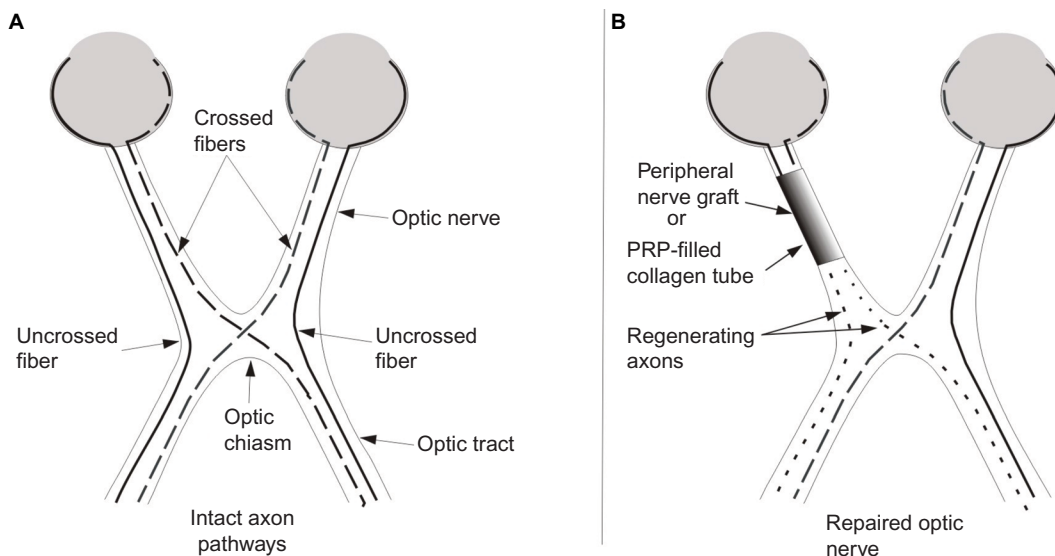 A
Crossed
fibers
Optic nerve
Uncrossed
fiber
Uncrossed
fiber
Optic
chiasm
Optic tract
Intact axon
pathways
B
Peripheral
nerve graft
or
PRP-filled
collagen tube
Regenerating
axons
Repaired optic
nerve